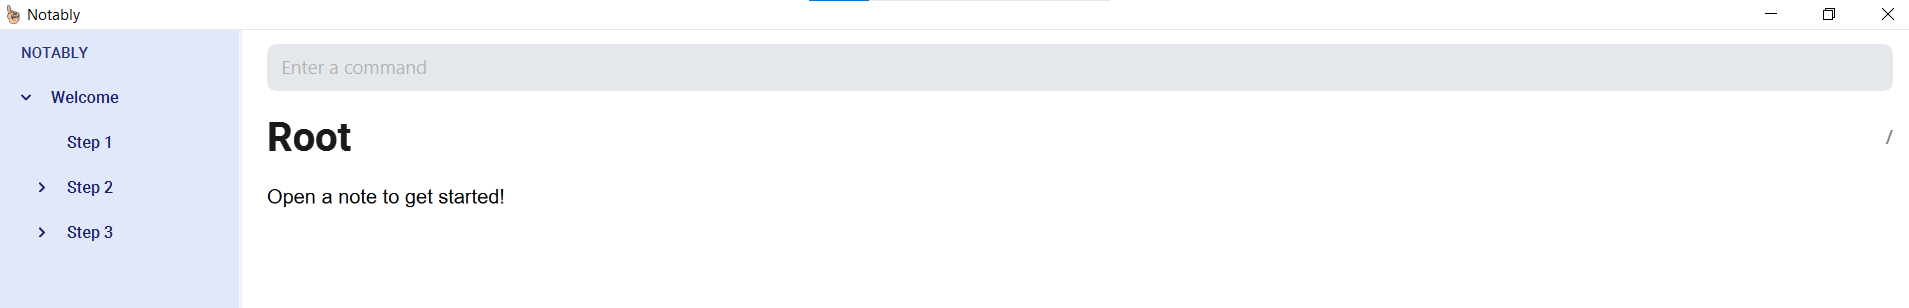 Notably
NOTABLY
Welcome
Step 1
Step 2
Step 3
Enter a command
Root
/
Open a note to get started!